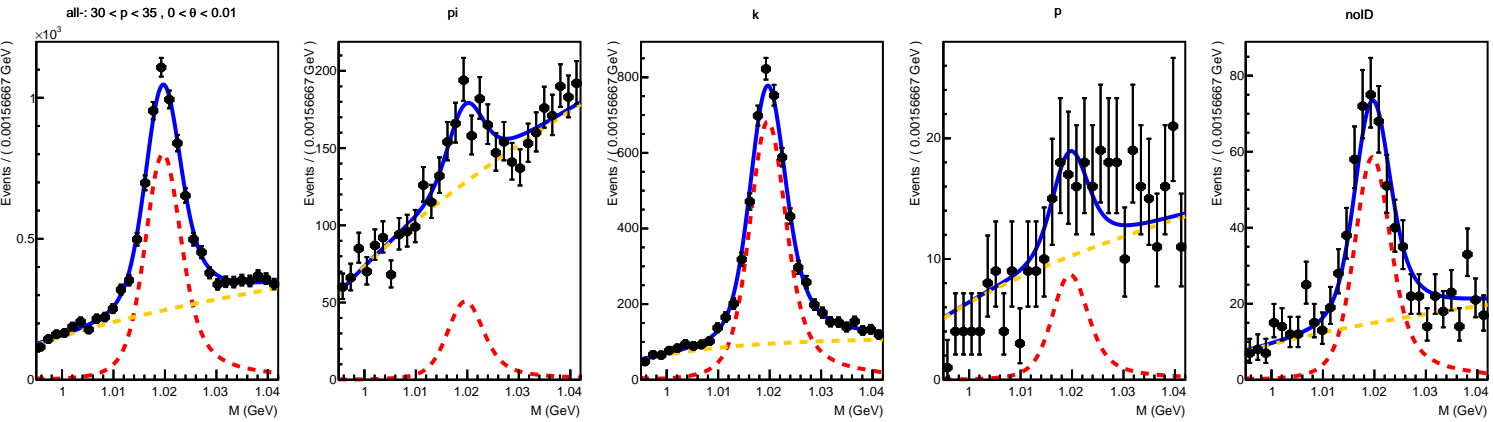 all-: 30 < p < 35 , 0 < θ < 0.01
×10³
Events / ( 0.00156667 GeV )
1
0.5
0
1 1.01 1.02 1.03 1.04
M (GeV)
pi
Events / ( 0.00156667 GeV )
200
150
100
50
0
1 1.01 1.02 1.03 1.04
M (GeV)
k
Events / ( 0.00156667 GeV )
800
600
400
200
0
1 1.01 1.02 1.03 1.04
M (GeV)
p
Events / ( 0.00156667 GeV )
20
10
0
1 1.01 1.02 1.03 1.04
M (GeV)
noID
Events / ( 0.00156667 GeV )
80
60
40
20
0
1 1.01 1.02 1.03 1.04
M (GeV)